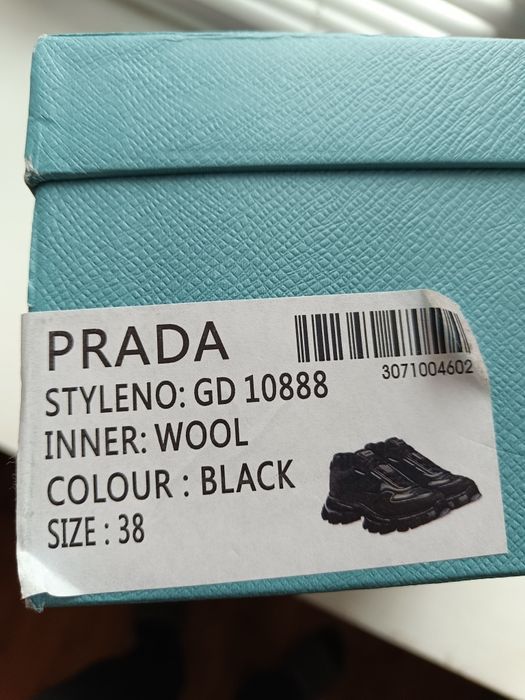 PRADA
3071004602
STYLENO: GD 10888
INNER: WOOL
COLOUR : BLACK
SIZE : 38